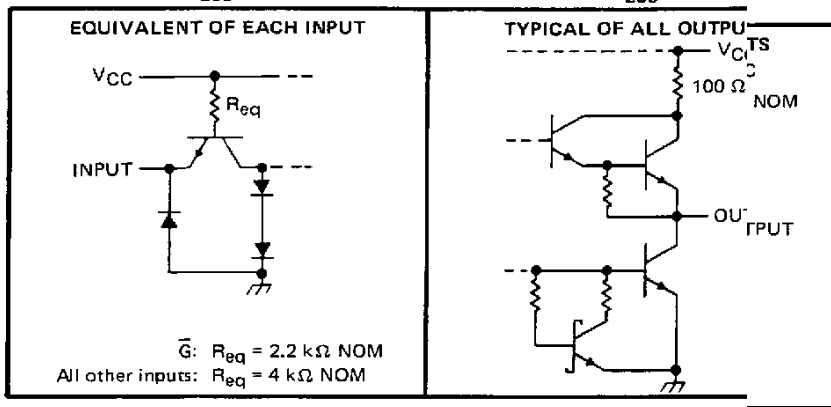 EQUIVALENT OF EACH INPUT
VCC
Req
INPUT
G̅: Req = 2.2 kΩ NOM
All other inputs: Req = 4 kΩ NOM
TYPICAL OF ALL OUTPUTS
VCC
100 Ω NOM
OUTPUT